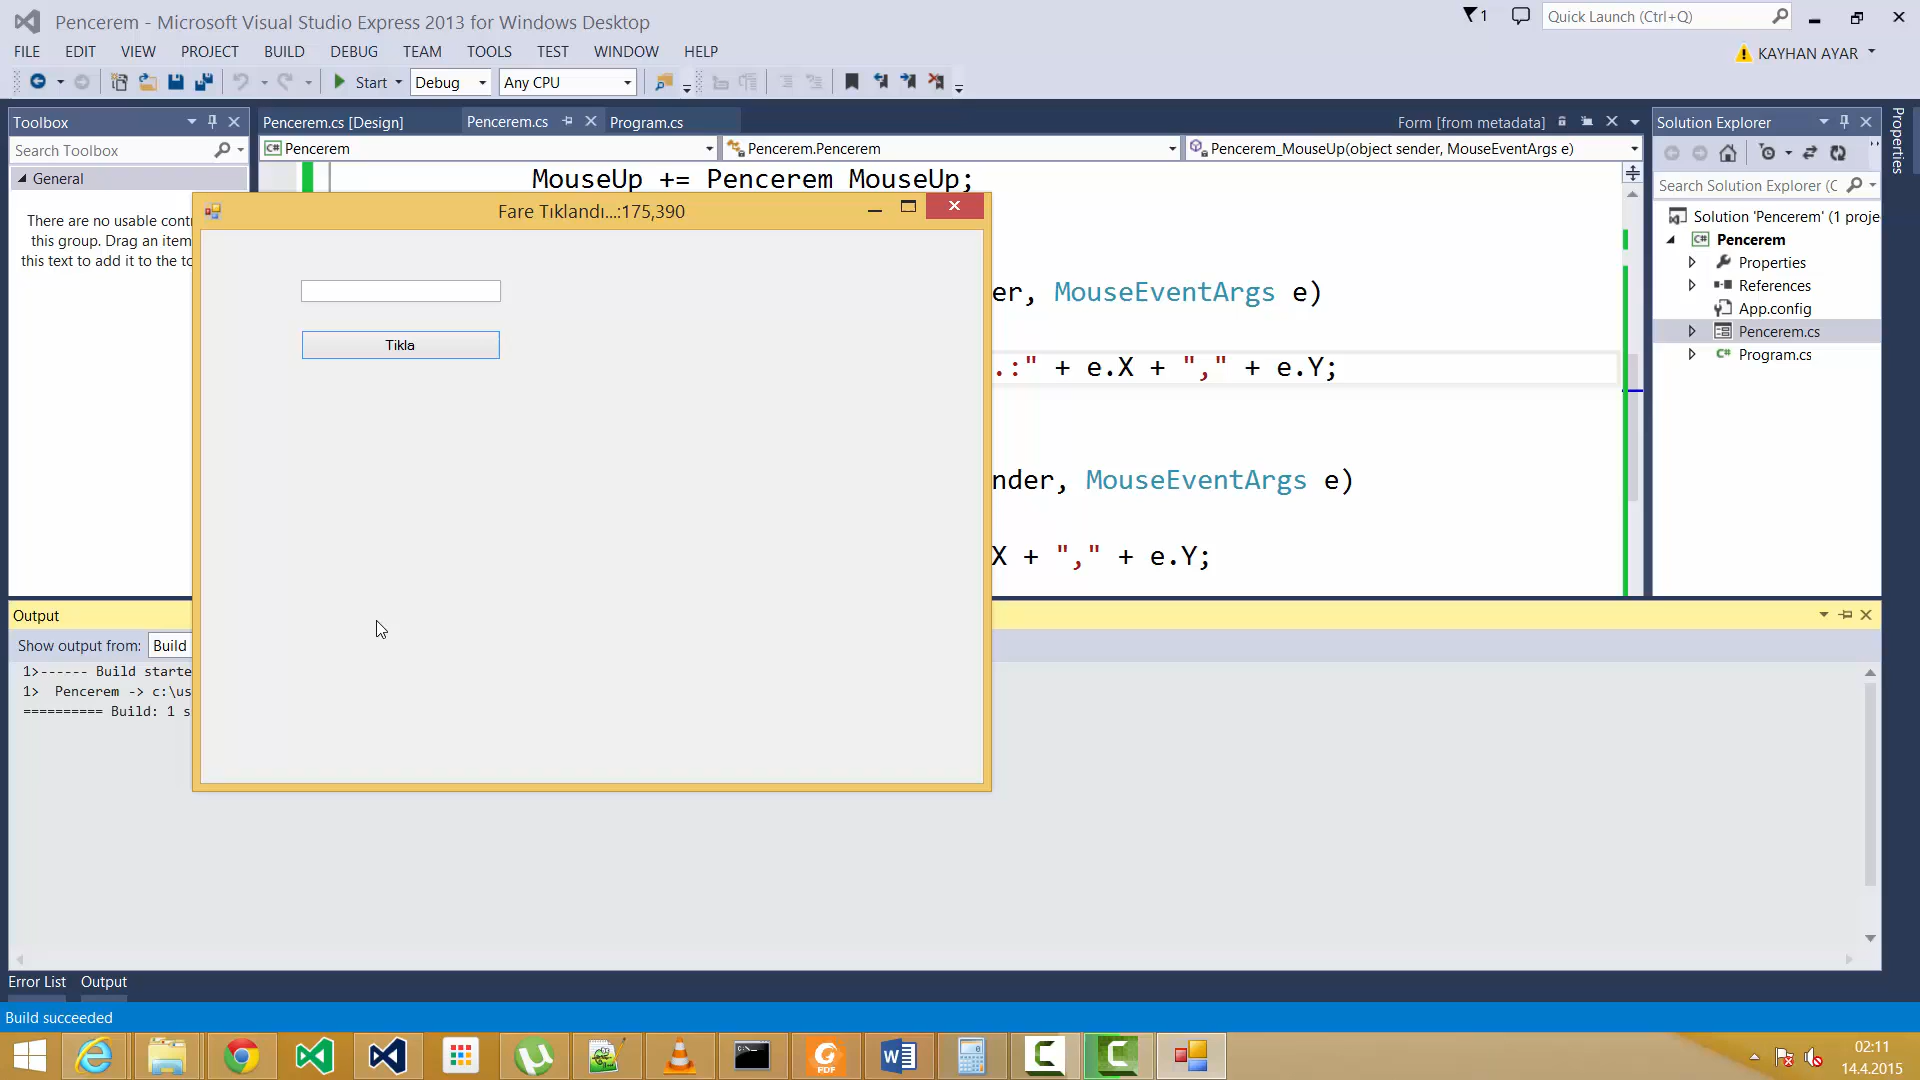 Pencerem - Microsoft Visual Studio Express 2013 for Windows Desktop
1
Quick Launch (Ctrl+Q)
FILE EDIT VIEW PROJECT BUILD DEBUG TEAM TOOLS TEST WINDOW HELP
KAYHAN AYAR
Start Debug Any CPU
Toolbox
Search Toolbox
General
There are no usable cont
this group. Drag an item
this text to add it to the to
Pencerem.cs [Design] Pencerem.cs Program.cs Form [from metadata]
Pencerem Pencerem.Pencerem Pencerem_MouseUp(object sender, MouseEventArgs e)
MouseUp += Pencerem MouseUp;
er, MouseEventArgs e)
.:" + e.X + "," + e.Y;
nder, MouseEventArgs e)
X + "," + e.Y;
Fare Tıklandı...:175,390
Tikla
Solution Explorer
Search Solution Explorer (C
Solution 'Pencerem' (1 proje
Pencerem
Properties
References
App.config
Pencerem.cs
Program.cs
Properties
Output
Show output from: Build
1>------ Build starte
1> Pencerem -> c:\us
========== Build: 1 s
Error List Output
Build succeeded
PDF
02:11
14.4.2015